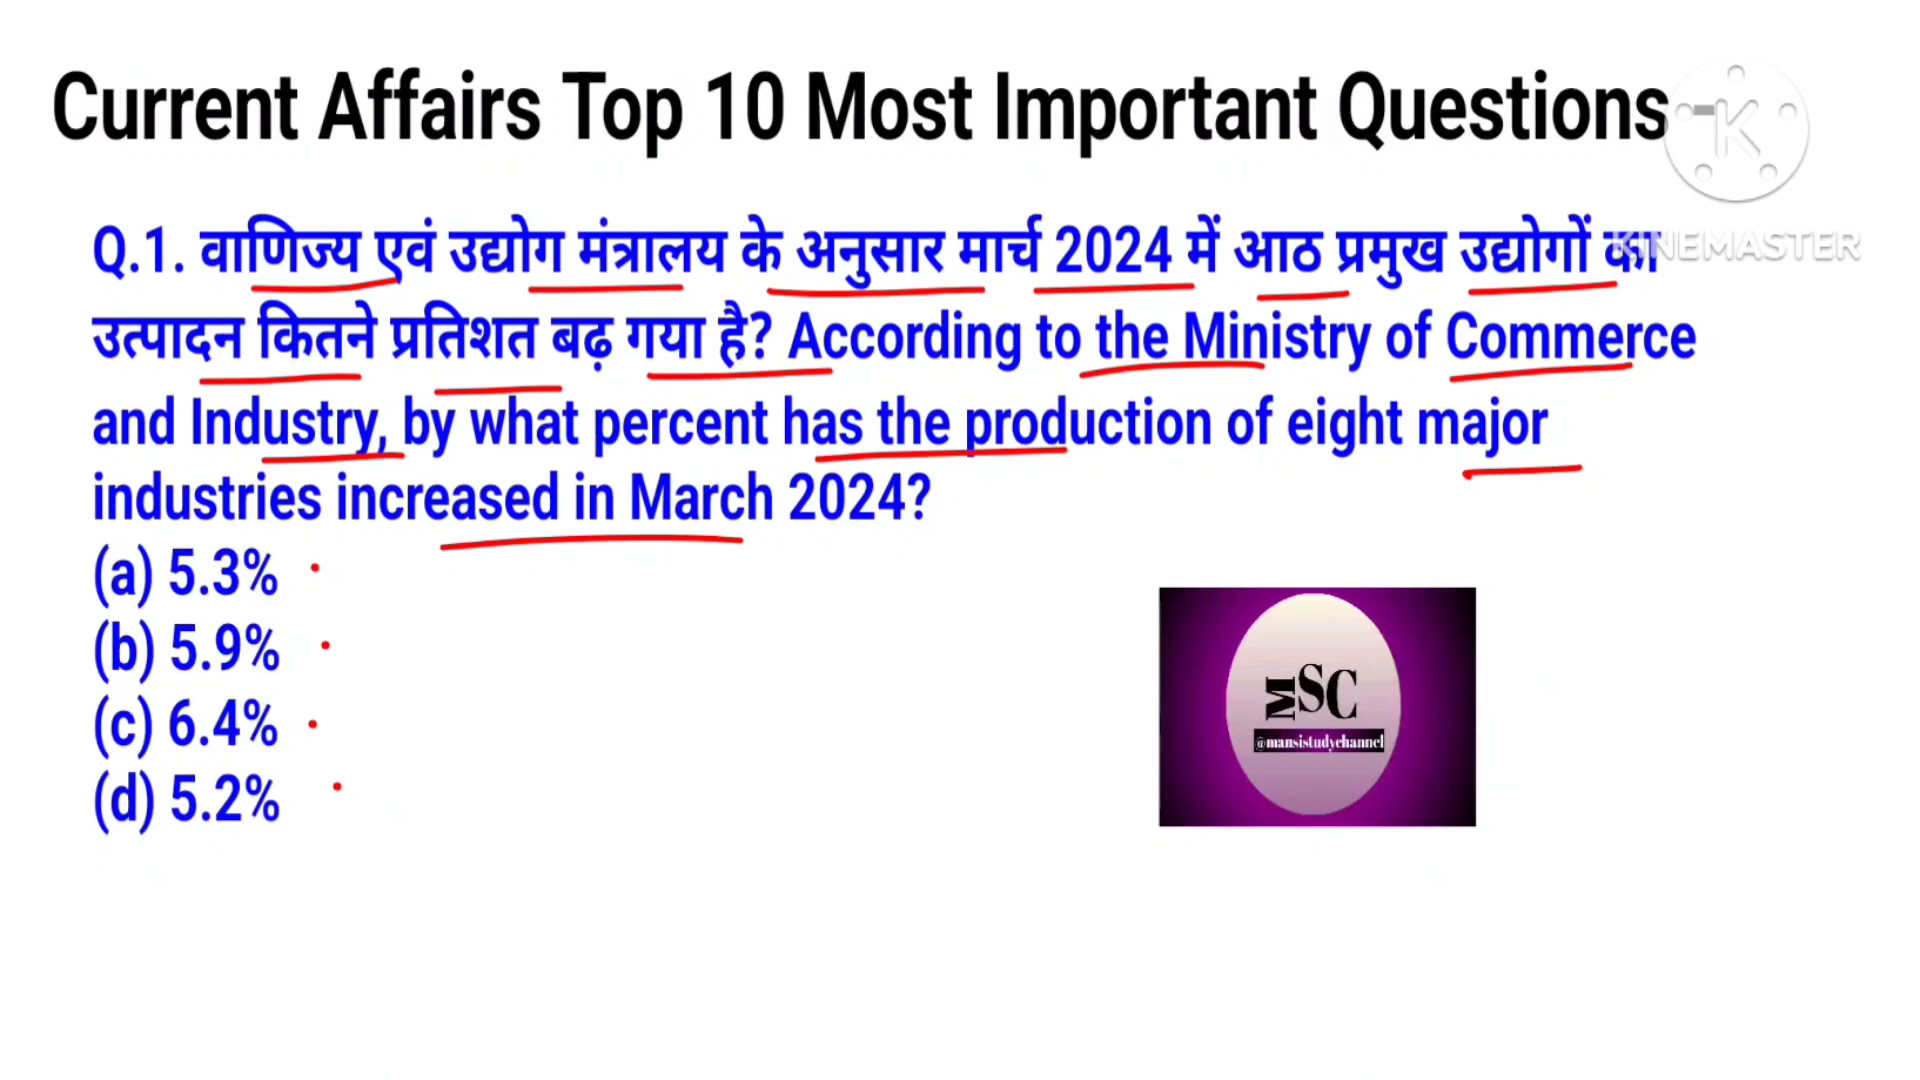 Current Affairs Top 10 Most Important Questions-
K
KINEMASTER
Q.1. वाणिज्य एवं उद्योग मंत्रालय के अनुसार मार्च 2024 में आठ प्रमुख उद्योगों का
उत्पादन कितने प्रतिशत बढ़ गया है? According to the Ministry of Commerce
and Industry, by what percent has the production of eight major
industries increased in March 2024?
(a) 5.3%
(b) 5.9%
(c) 6.4%
(d) 5.2%
MSC
@mansistudychannel